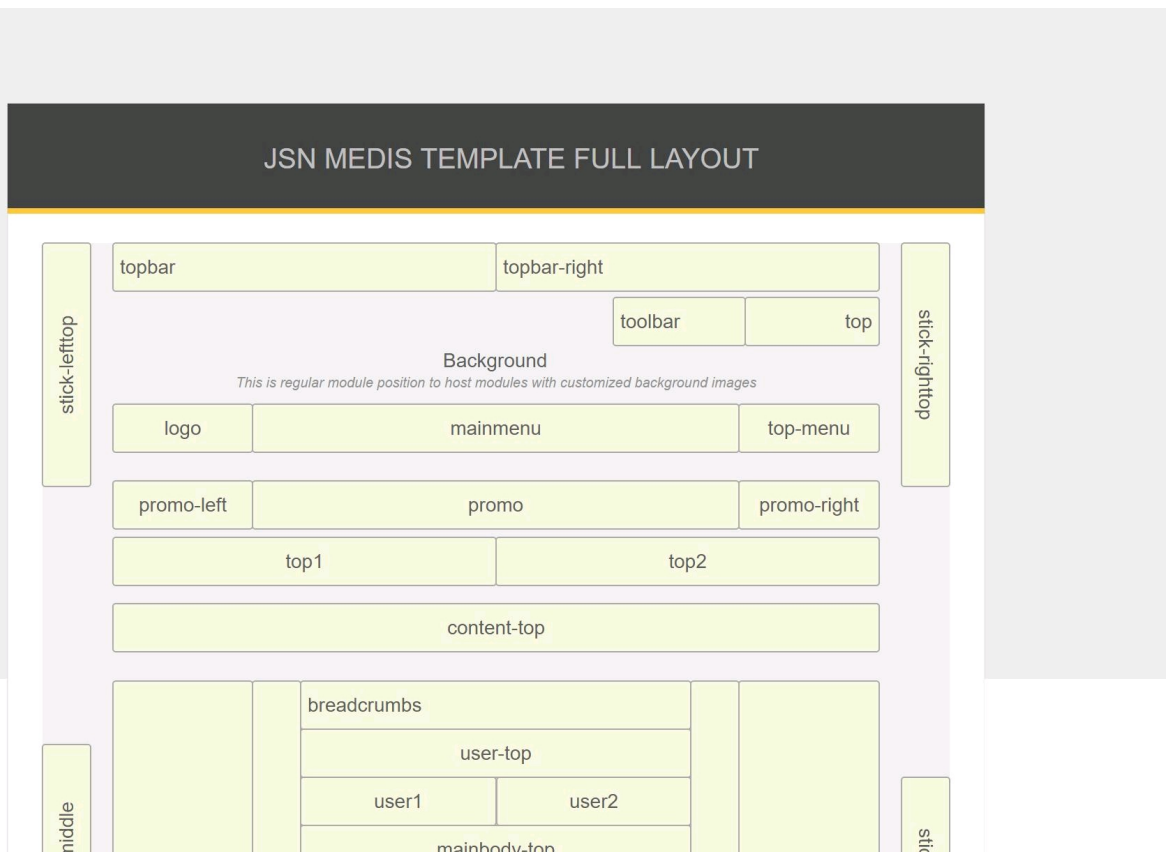 JSN MEDIS TEMPLATE FULL LAYOUT
topbar
topbar-right
stick-lefttop
stick-righttop
toolbar
top
Background
This is regular module position to host modules with customized background images
logo
mainmenu
top-menu
promo-left
promo
promo-right
top1
top2
content-top
breadcrumbs
user-top
user1
user2
mainbody-top